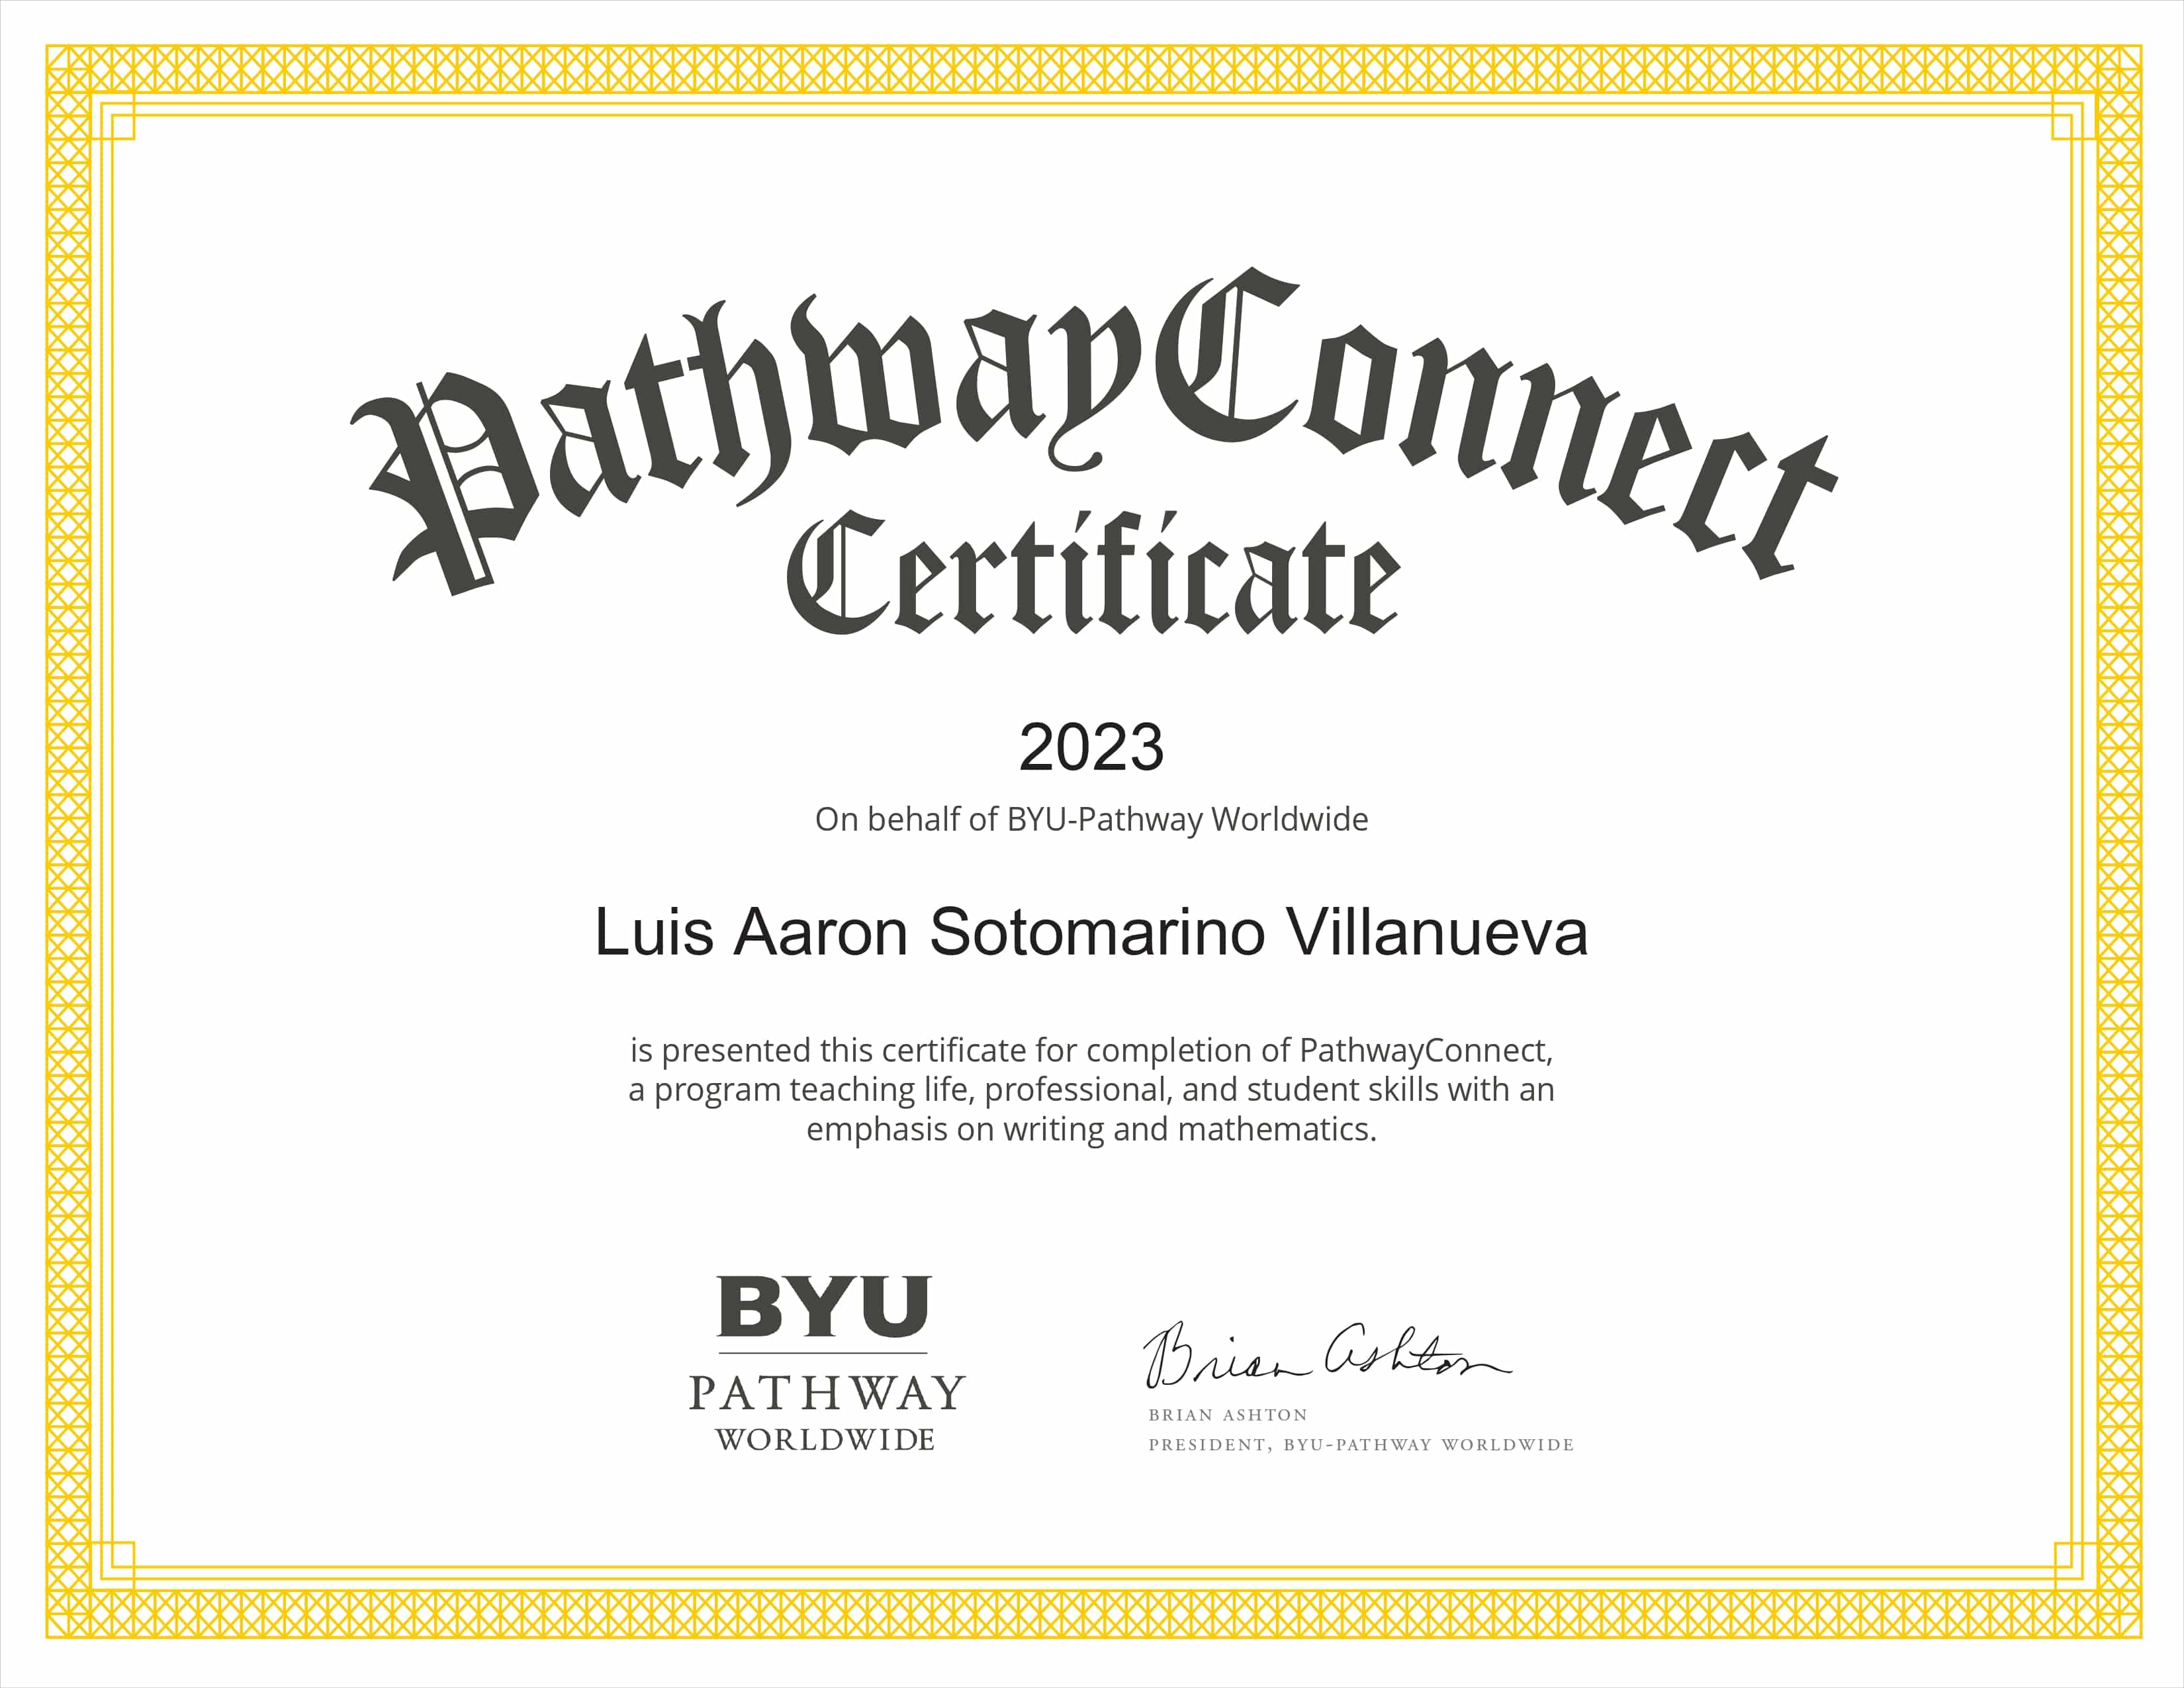 PathwayConnect
Certificate
2023
On behalf of BYU-Pathway Worldwide
Luis Aaron Sotomarino Villanueva
is presented this certificate for completion of PathwayConnect,
a program teaching life, professional, and student skills with an
emphasis on writing and mathematics.
BYU
PATHWAY
WORLDWIDE
Brian Ashton
BRIAN ASHTON
PRESIDENT, BYU-PATHWAY WORLDWIDE